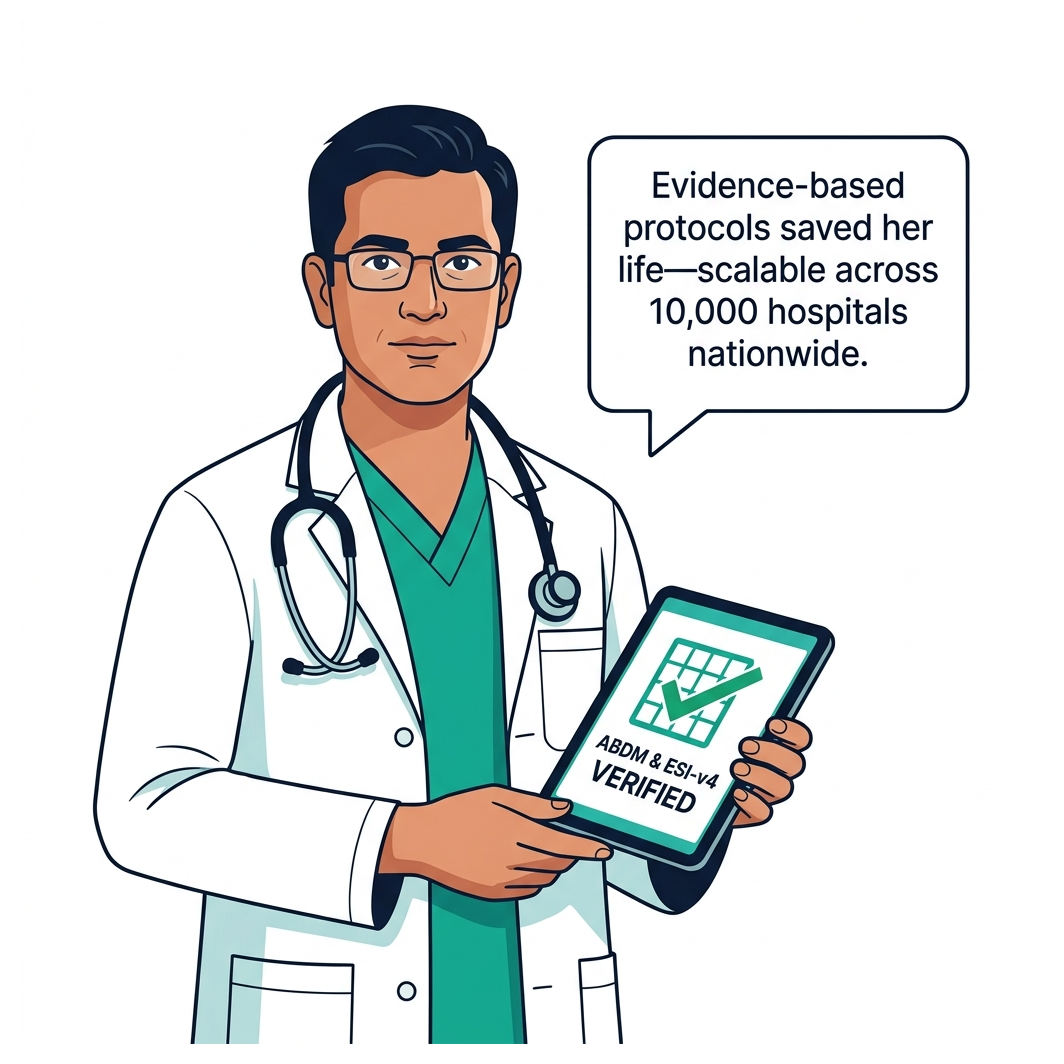 Evidence-based
protocols saved her
life—scalable across
10,000 hospitals
nationwide.
ABDM & ESI-v4
VERIFIED